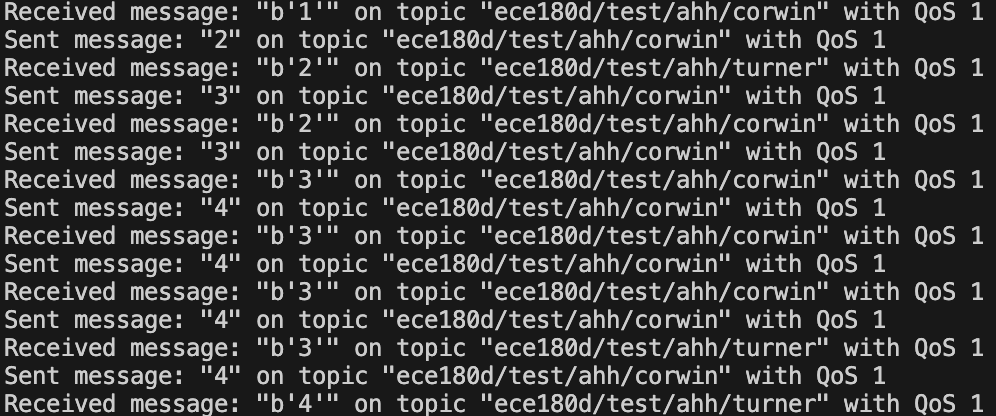 Received message: "b'1'" on topic "ece180d/test/ahh/corwin" with QoS 1
Sent message: "2" on topic "ece180d/test/ahh/corwin" with QoS 1
Received message: "b'2'" on topic "ece180d/test/ahh/turner" with QoS 1
Sent message: "3" on topic "ece180d/test/ahh/corwin" with QoS 1
Received message: "b'2'" on topic "ece180d/test/ahh/corwin" with QoS 1
Sent message: "3" on topic "ece180d/test/ahh/corwin" with QoS 1
Received message: "b'3'" on topic "ece180d/test/ahh/corwin" with QoS 1
Sent message: "4" on topic "ece180d/test/ahh/corwin" with QoS 1
Received message: "b'3'" on topic "ece180d/test/ahh/corwin" with QoS 1
Sent message: "4" on topic "ece180d/test/ahh/corwin" with QoS 1
Received message: "b'3'" on topic "ece180d/test/ahh/corwin" with QoS 1
Sent message: "4" on topic "ece180d/test/ahh/corwin" with QoS 1
Received message: "b'3'" on topic "ece180d/test/ahh/turner" with QoS 1
Sent message: "4" on topic "ece180d/test/ahh/corwin" with QoS 1
Received message: "b'4'" on topic "ece180d/test/ahh/turner" with QoS 1